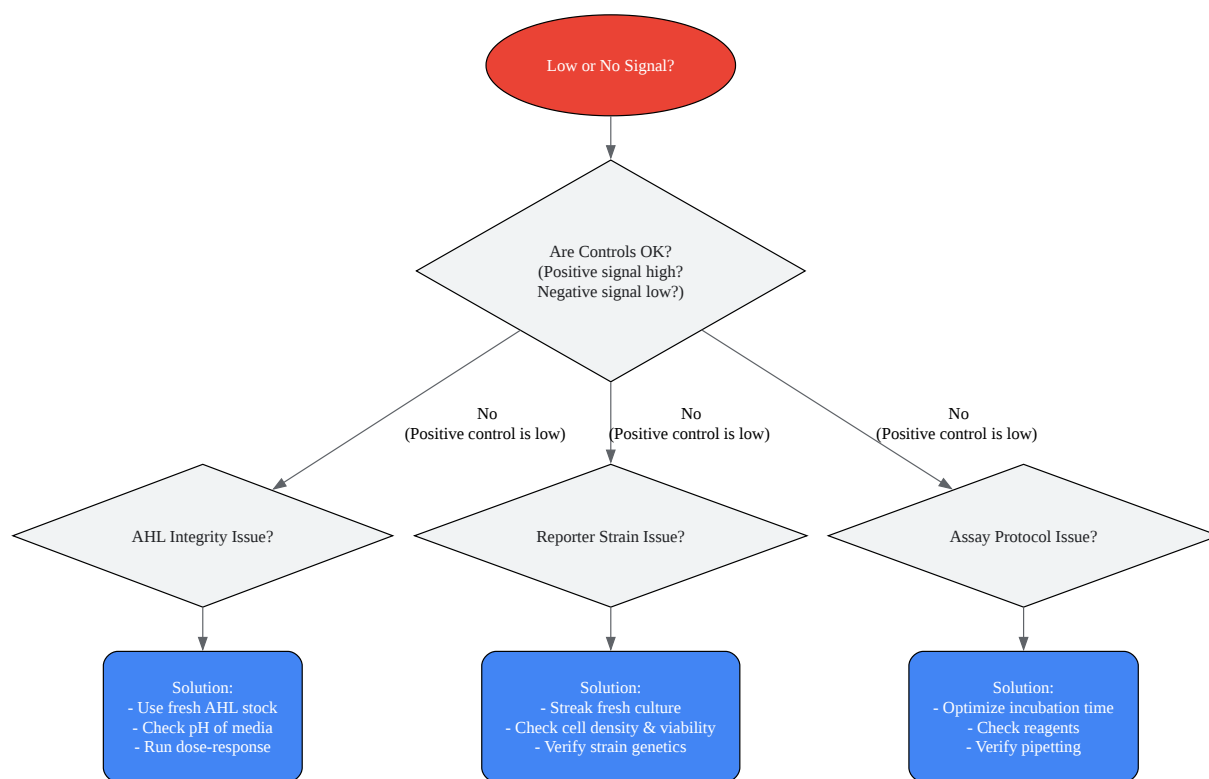 Low or No Signal?
Are Controls OK?
(Positive signal high?
Negative signal low?)
No
(Positive control is low)
No
(Positive control is low)
No
(Positive control is low)
AHL Integrity Issue?
Reporter Strain Issue?
Assay Protocol Issue?
Solution:
- Use fresh AHL stock
- Check pH of media
- Run dose-response
Solution:
- Streak fresh culture
- Check cell density & viability
- Verify strain genetics
Solution:
- Optimize incubation time
- Check reagents
- Verify pipetting